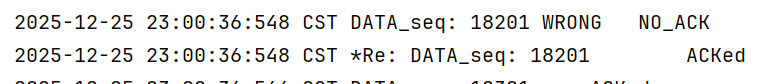 2025-12-25 23:00:36:548 CST DATA_seq: 18201 WRONG   NO_ACK
2025-12-25 23:00:36:548 CST *Re: DATA_seq: 18201        ACKed